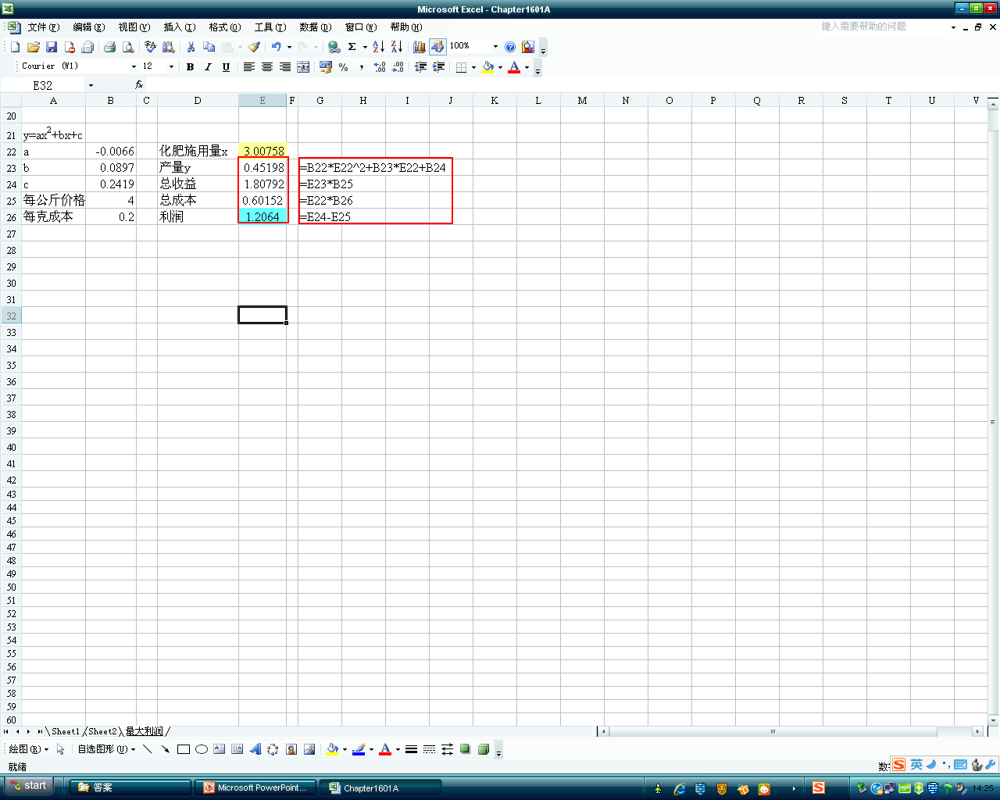 Microsoft Excel - Chapter1601A
文件(F) 编辑(E) 视图(V) 插入(I) 格式(O) 工具(T) 数据(D) 窗口(W) 帮助(H) 键入需要帮助的问题
100%
Courier (W1) 12 B I U
E32 fx
A B C D E F G H I J K L M N O P Q R S T U V
20
21 y=ax²+bx+c
22 a -0.0066 化肥施用量x 3.00758
23 b 0.0897 产量y 0.45198 =B22*E22^2+B23*E22+B24
24 c 0.2419 总收益 1.80792 =E23*B25
25 每公斤价格 4 总成本 0.60152 =E22*B26
26 每克成本 0.2 利润 1.2064 =E24-E25
27
28
29
30
31
32
33
34
35
36
37
38
39
40
41
42
43
44
45
46
47
48
49
50
51
52
53
54
55
56
57
58
59
60
Sheet1 Sheet2 最大利润
绘图(R) 自选图形(U)
就绪 英
start 答案 Microsoft PowerPoint... Chapter1601A 14:25